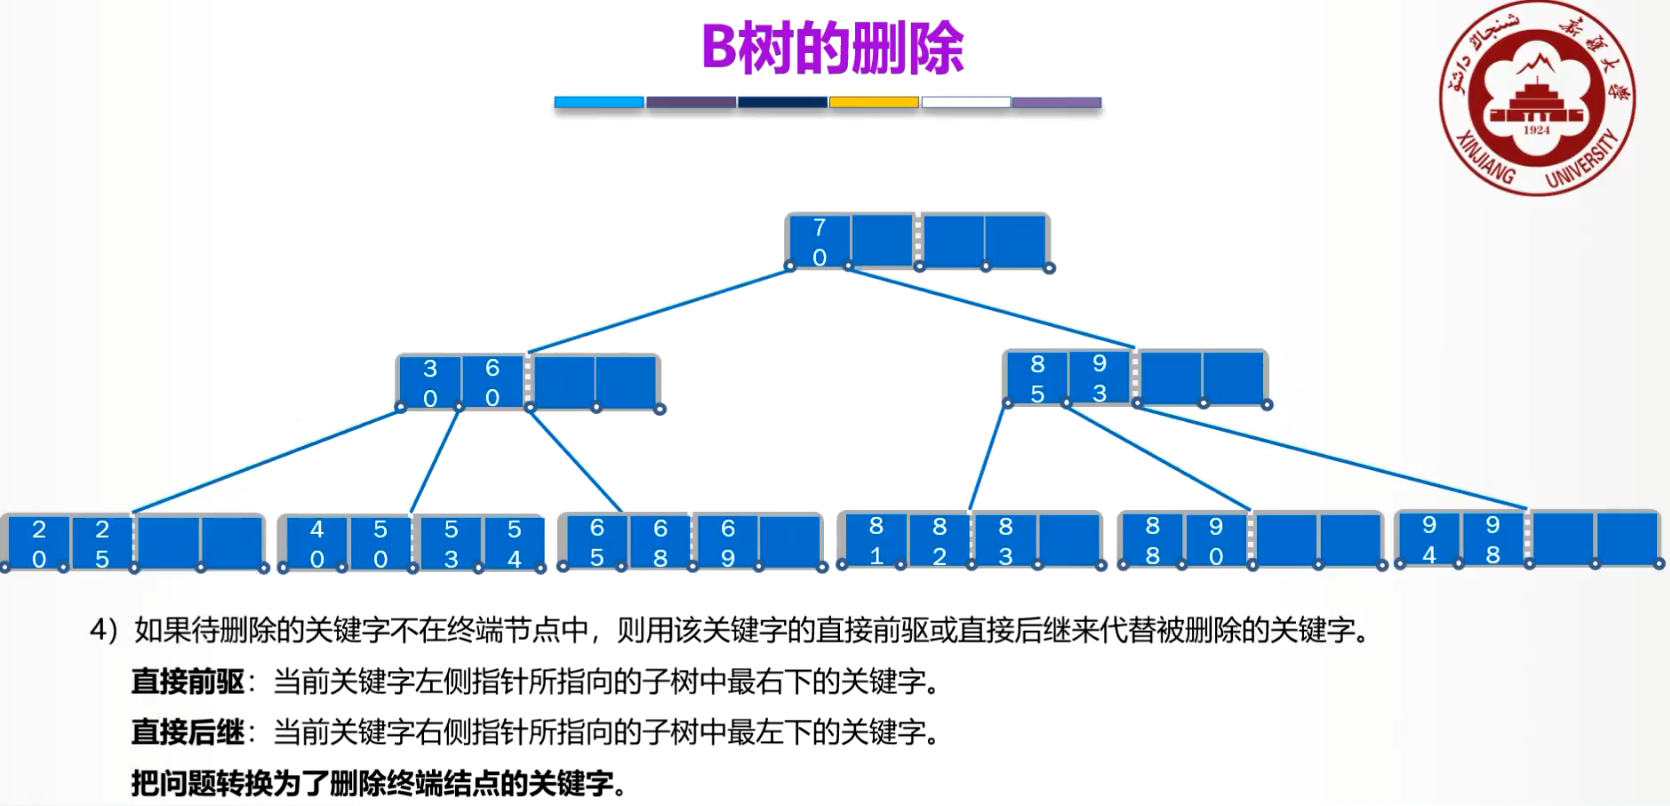 B树的删除
شىنجاڭ داشۆ
新疆大学
1924
XINJIANG UNIVERSITY
70
30 60
85 93
20 25
40 50 53 54
65 68 69
81 82 83
88 90
94 98
4）如果待删除的关键字不在终端节点中，则用该关键字的直接前驱或直接后继来代替被删除的关键字。
直接前驱：当前关键字左侧指针所指向的子树中最右下的关键字。
直接后继：当前关键字右侧指针所指向的子树中最左下的关键字。
把问题转换为了删除终端结点的关键字。